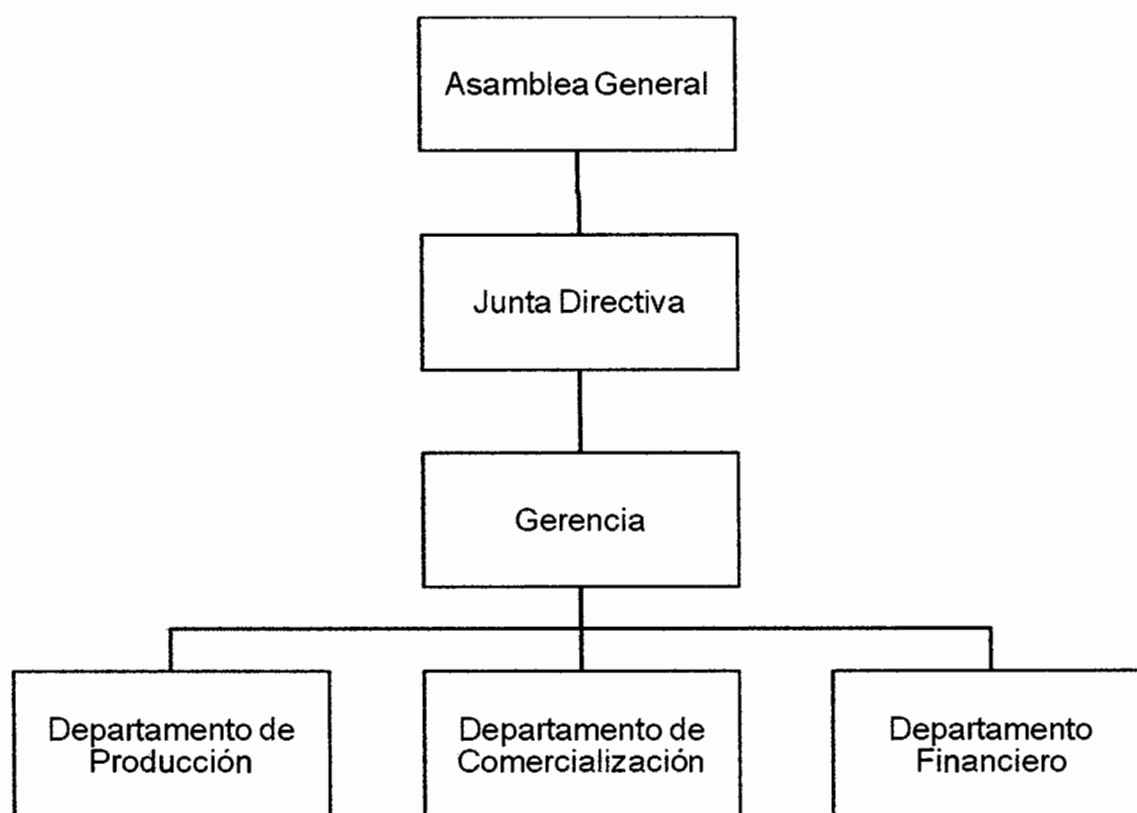 Asamblea General
Junta Directiva
Gerencia
Departamento de
Producción
Departamento de
Comercialización
Departamento
Financiero